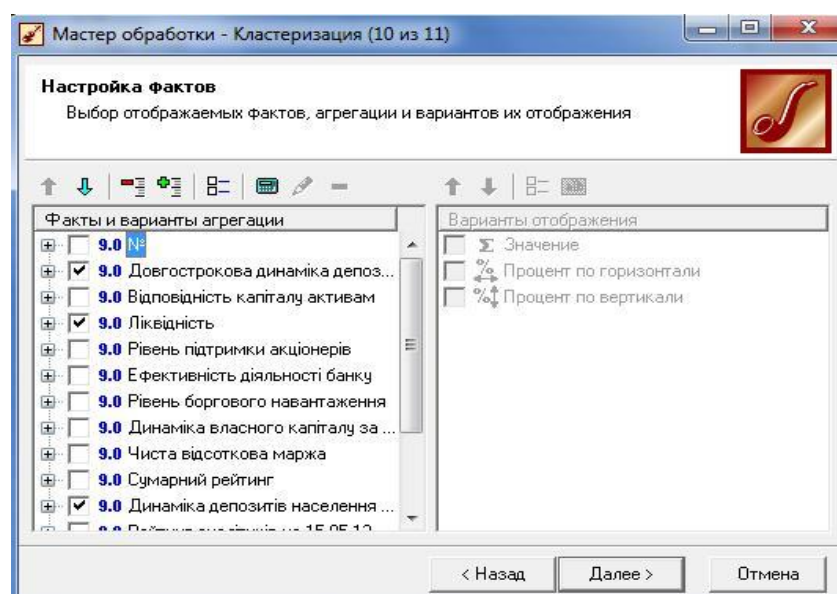 Мастер обработки - Кластеризация (10 из 11)
Настройка фактов
Выбор отображаемых фактов, агрегации и вариантов их отображения
Факты и варианты агрегации
9.0 №
9.0 Довгострокова динаміка депоз...
9.0 Відповідність капіталу активам
9.0 Ліквідність
9.0 Рівень підтримки акціонерів
9.0 Ефективність діяльності банку
9.0 Рівень боргового навантаження
9.0 Динаміка власного капіталу за ...
9.0 Чиста відсоткова маржа
9.0 Сумарний рейтинг
9.0 Динаміка депозитів населення ...
Варианты отображения
Σ Значение
% Процент по горизонтали
% Процент по вертикали
< Назад
Далее >
Отмена